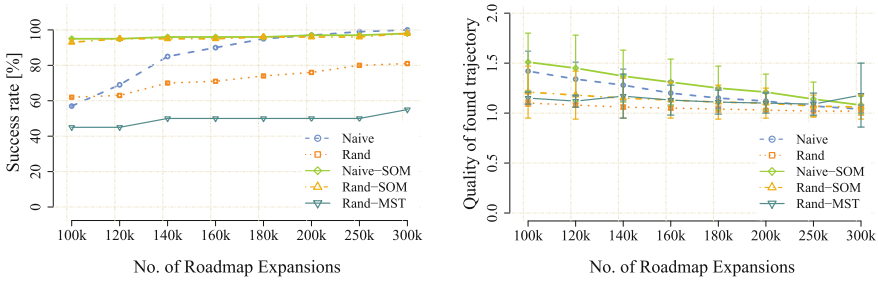 Success rate [%]
100
80
60
40
20
0
Naive
Rand
Naive−SOM
Rand−SOM
Rand−MST
100k 120k 140k 160k 180k 200k 250k 300k
No. of Roadmap Expansions
Quality of found trajectory
2.0
1.5
1.0
0.5
0.0
Naive
Rand
Naive−SOM
Rand−SOM
Rand−MST
100k 120k 140k 160k 180k 200k 250k 300k
No. of Roadmap Expansions